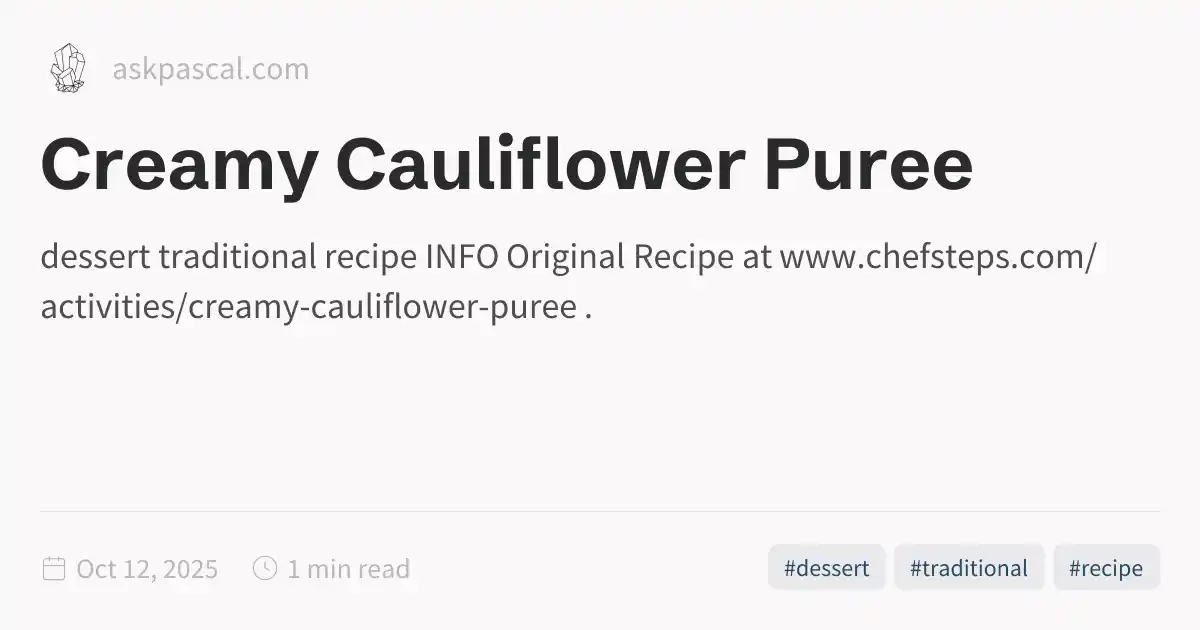 askpascal.com
Creamy Cauliflower Puree
dessert traditional recipe INFO Original Recipe at www.chefsteps.com/
activities/creamy-cauliflower-puree .
Oct 12, 2025 1 min read #dessert #traditional #recipe